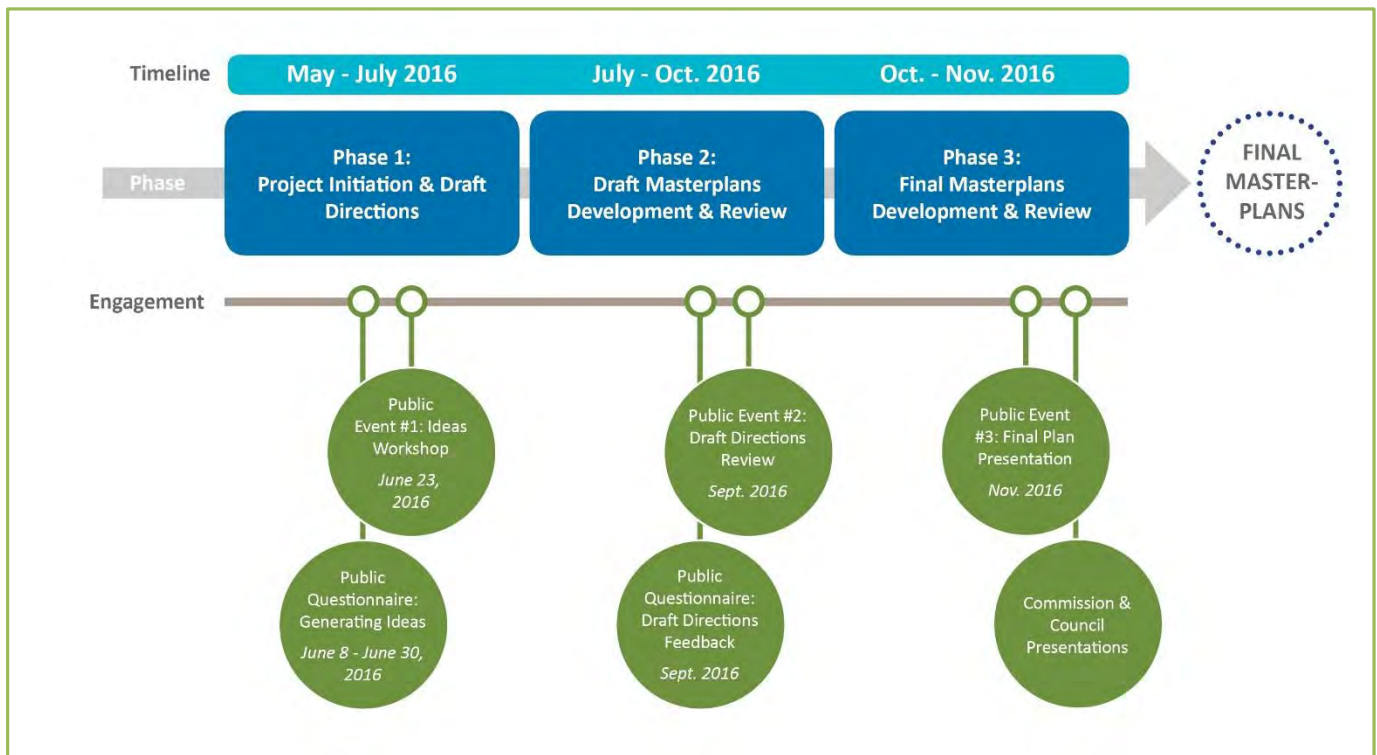 Timeline
May - July 2016
July - Oct. 2016
Oct. - Nov. 2016
Phase
Phase 1:
Project Initiation & Draft
Directions
Phase 2:
Draft Masterplans
Development & Review
Phase 3:
Final Masterplans
Development & Review
FINAL
MASTER-
PLANS
Engagement
Public
Event #1: Ideas
Workshop
June 23,
2016
Public
Questionnaire:
Generating Ideas
June 8 - June 30,
2016
Public Event #2:
Draft Directions
Review
Sept. 2016
Public
Questionnaire:
Draft Directions
Feedback
Sept. 2016
Public Event
#3: Final Plan
Presentation
Nov. 2016
Commission &
Council
Presentations